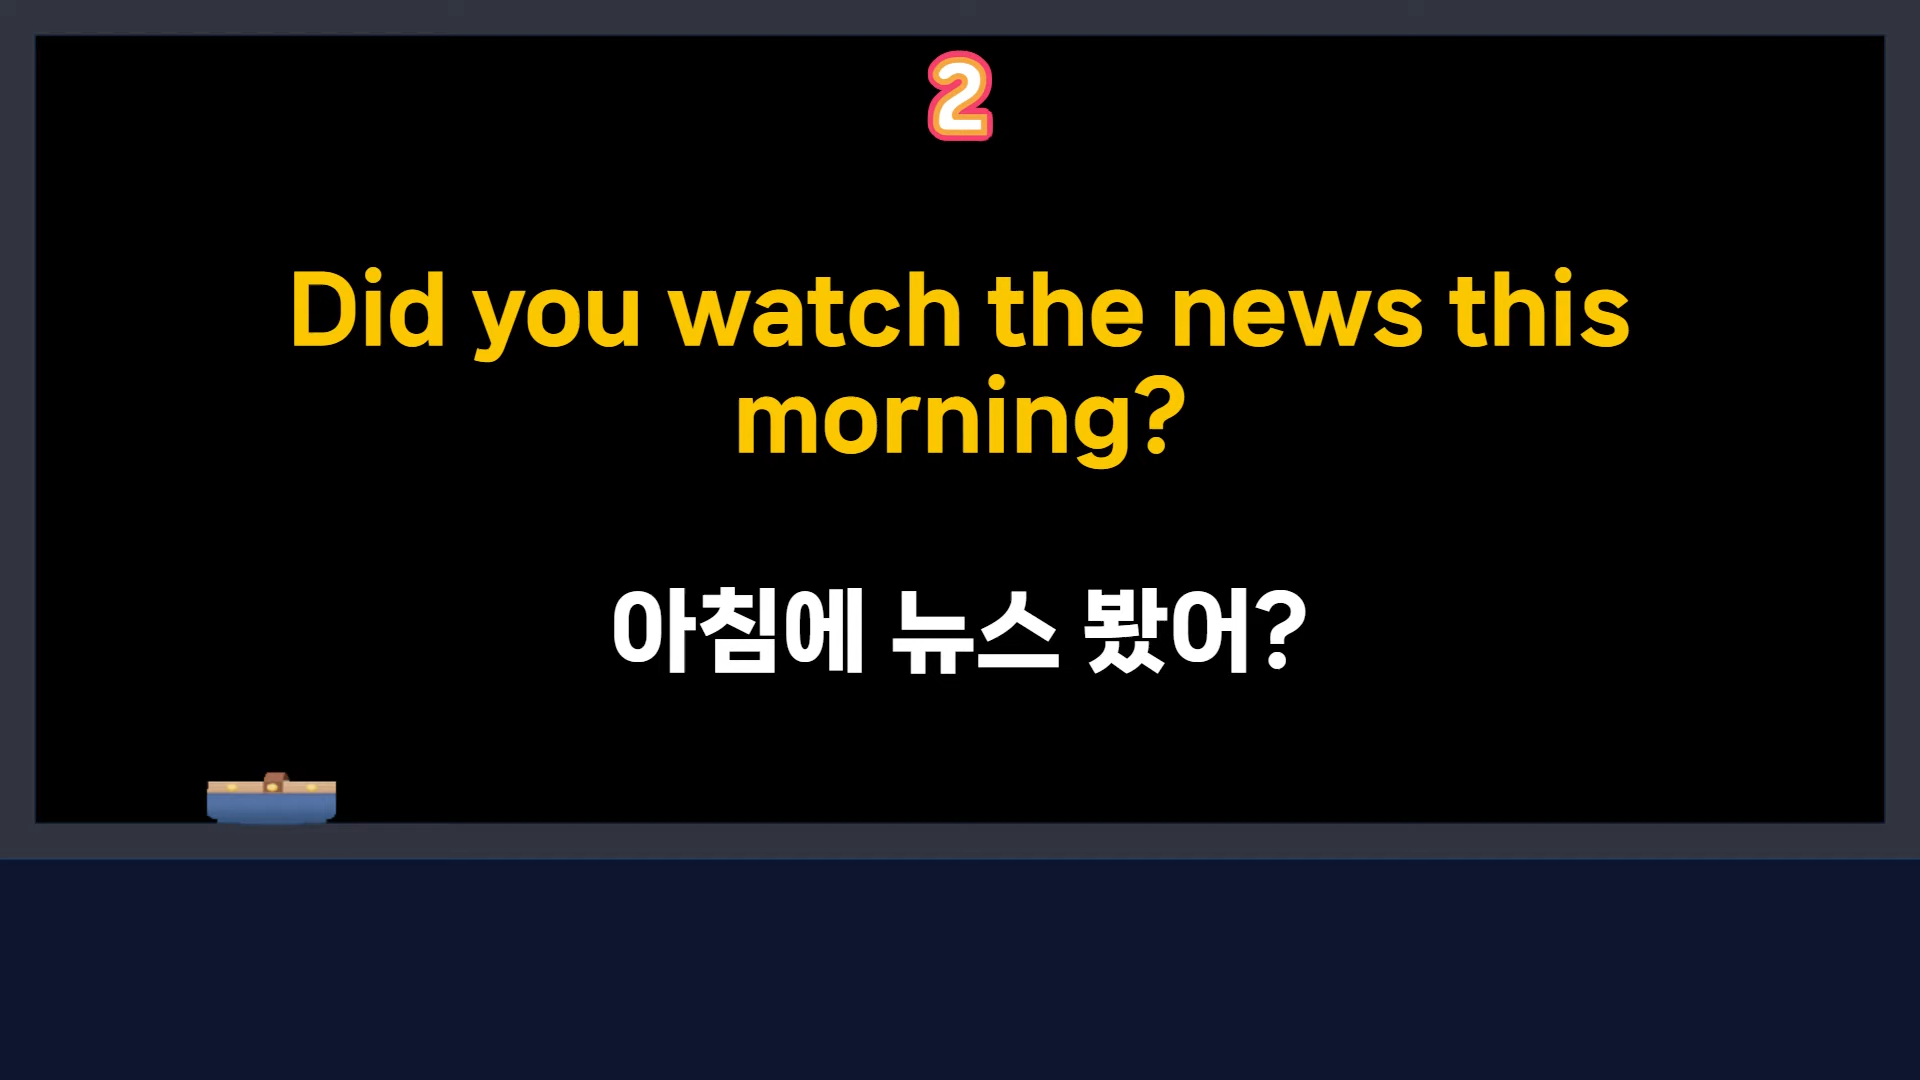 2
Did you watch the news this
morning?
아침에 뉴스 봤어?